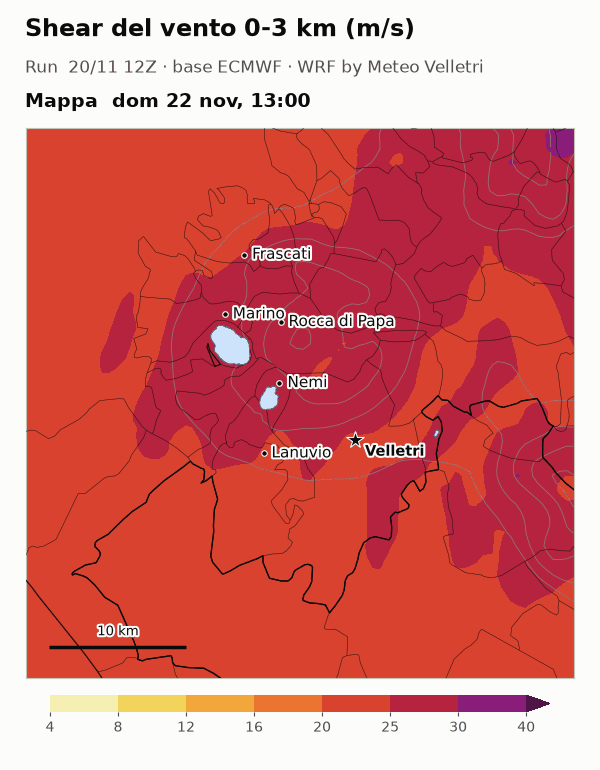 Shear del vento 0-3 km (m/s)
Run  20/11 12Z · base ECMWF · WRF by Meteo Velletri
Mappa  dom 22 nov, 13:00
Frascati
Marino
Rocca di Papa
Nemi
Velletri
Lanuvio
10 km
4 8 12 16 20 25 30 40